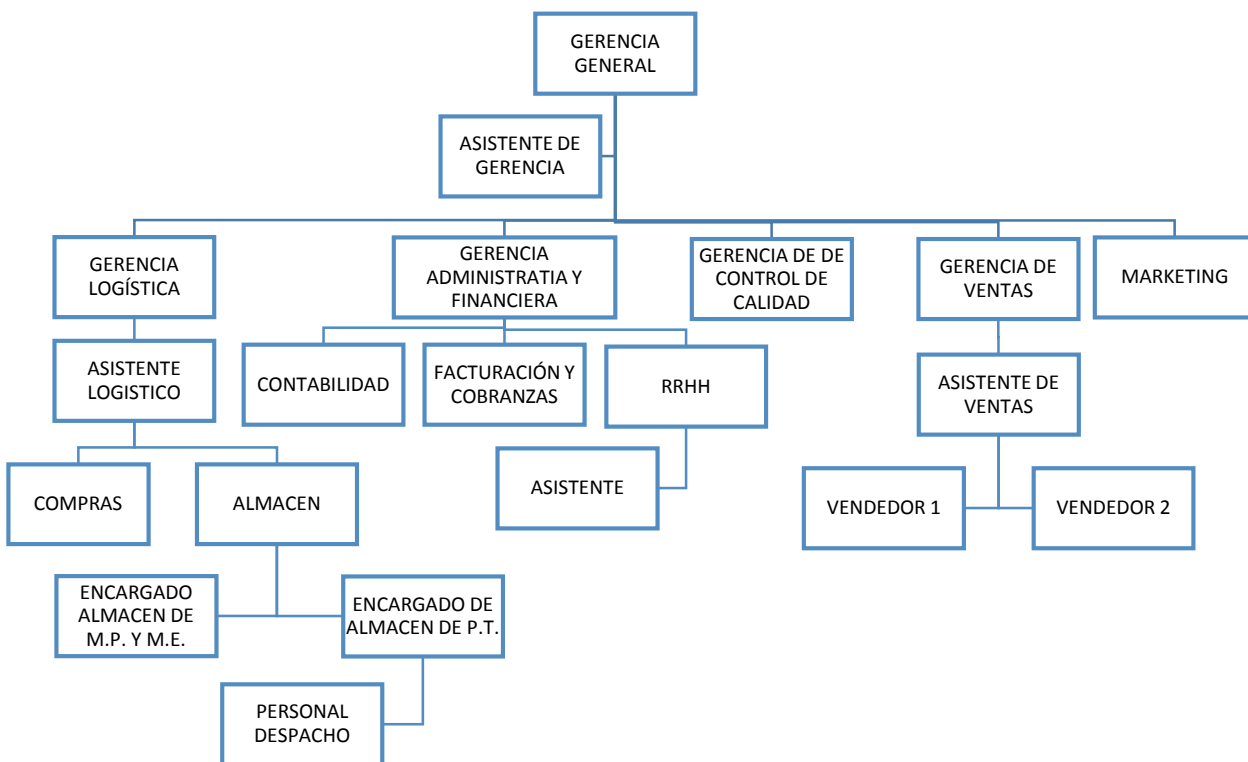 GERENCIA
GENERAL
ASISTENTE DE
GERENCIA
GERENCIA
LOGÍSTICA
GERENCIA
ADMINISTRATIA Y
FINANCIERA
GERENCIA DE DE
CONTROL DE
CALIDAD
GERENCIA DE
VENTAS
MARKETING
ASISTENTE
LOGISTICO
CONTABILIDAD
FACTURACIÓN Y
COBRANZAS
RRHH
ASISTENTE DE
VENTAS
COMPRAS
ALMACEN
ASISTENTE
VENDEDOR 1
VENDEDOR 2
ENCARGADO
ALMACEN DE
M.P. Y M.E.
ENCARGADO DE
ALMACEN DE P.T.
PERSONAL
DESPACHO